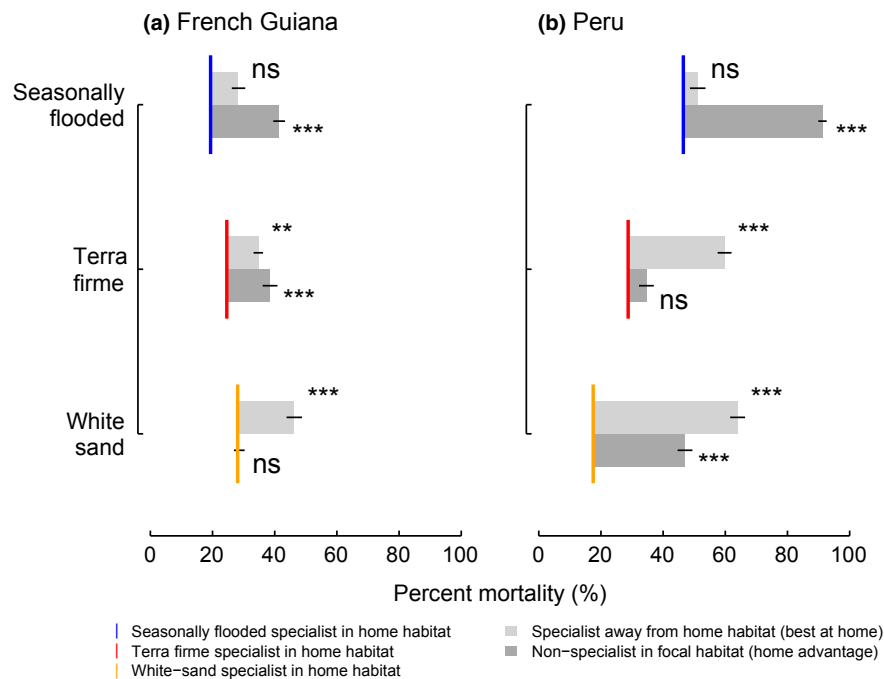 (a) French Guiana
(b) Peru
Seasonally
flooded
ns
***
ns
***
Terra
firme
**
***
***
ns
White
sand
***
ns
***
***
0 20 40 60 80 100
0 20 40 60 80 100
Percent mortality (%)
Seasonally flooded specialist in home habitat
Terra firme specialist in home habitat
White−sand specialist in home habitat
Specialist away from home habitat (best at home)
Non−specialist in focal habitat (home advantage)